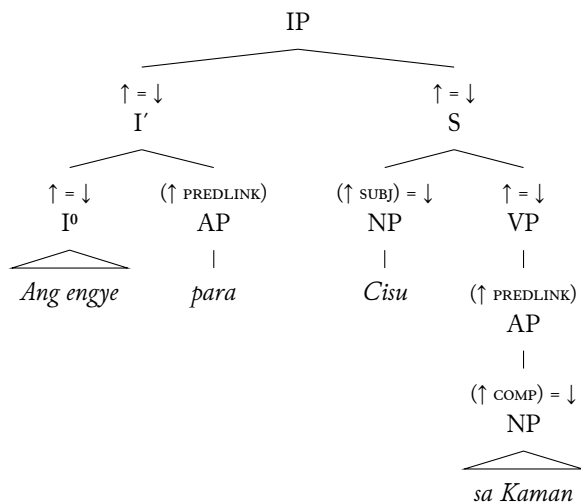 IP
↑ = ↓ ↑ = ↓
I′ S
↑ = ↓ (↑ PREDLINK) (↑ SUBJ) = ↓ ↑ = ↓
I⁰ AP NP VP
Ang engye para Cisu (↑ PREDLINK)
AP
(↑ COMP) = ↓
NP
sa Kaman